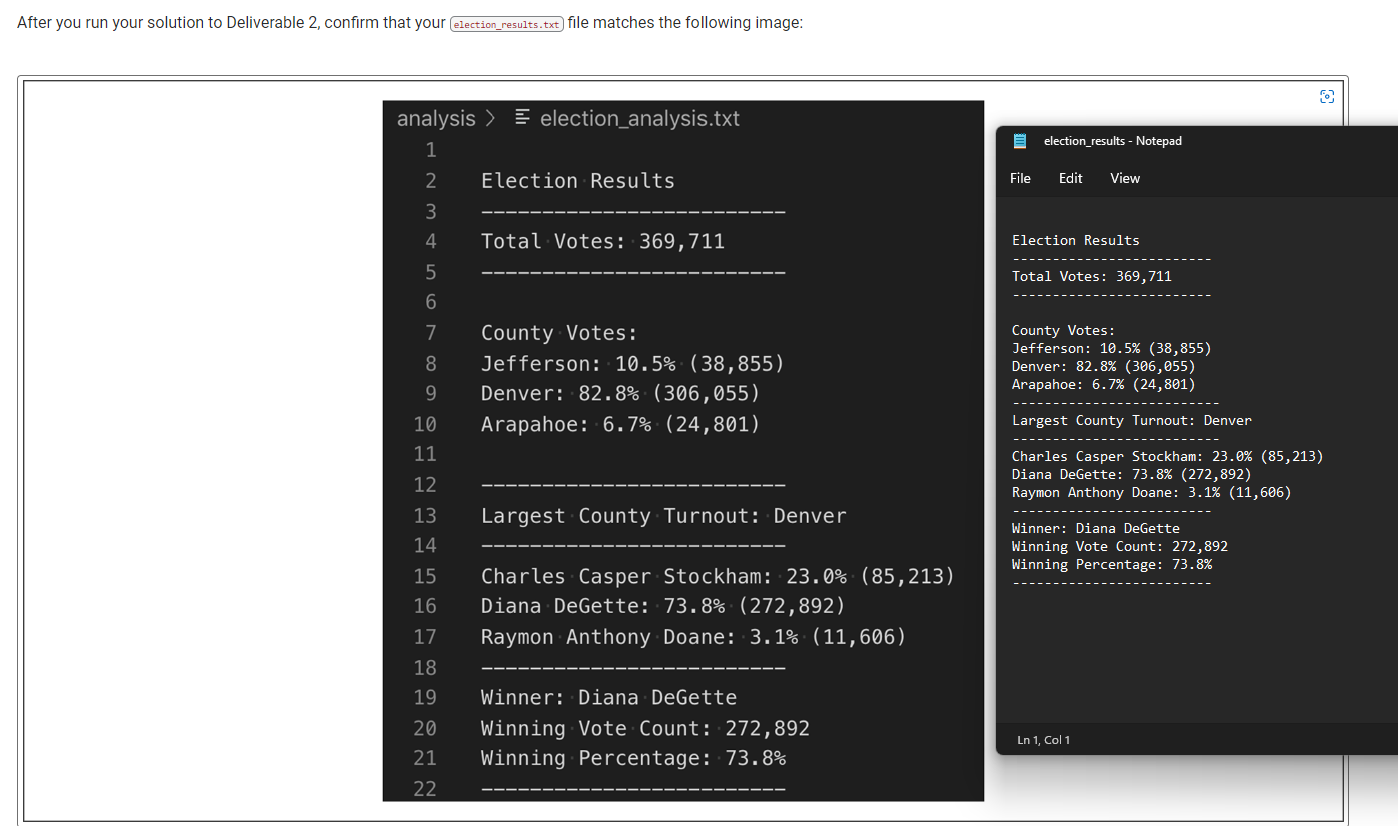 After you run your solution to Deliverable 2, confirm that your election_results.txt file matches the following image:
analysis > election_analysis.txt
1
2 Election Results
3 -------------------------
4 Total Votes: 369,711
5 -------------------------
6
7 County Votes:
8 Jefferson: 10.5% (38,855)
9 Denver: 82.8% (306,055)
10 Arapahoe: 6.7% (24,801)
11
12 -------------------------
13 Largest County Turnout: Denver
14 -------------------------
15 Charles Casper Stockham: 23.0% (85,213)
16 Diana DeGette: 73.8% (272,892)
17 Raymon Anthony Doane: 3.1% (11,606)
18 -------------------------
19 Winner: Diana DeGette
20 Winning Vote Count: 272,892
21 Winning Percentage: 73.8%
22 -------------------------
election_results - Notepad
File Edit View
Election Results
-------------------------
Total Votes: 369,711
-------------------------
County Votes:
Jefferson: 10.5% (38,855)
Denver: 82.8% (306,055)
Arapahoe: 6.7% (24,801)
--------------------------
Largest County Turnout: Denver
--------------------------
Charles Casper Stockham: 23.0% (85,213)
Diana DeGette: 73.8% (272,892)
Raymon Anthony Doane: 3.1% (11,606)
-------------------------
Winner: Diana DeGette
Winning Vote Count: 272,892
Winning Percentage: 73.8%
-------------------------
Ln 1, Col 1